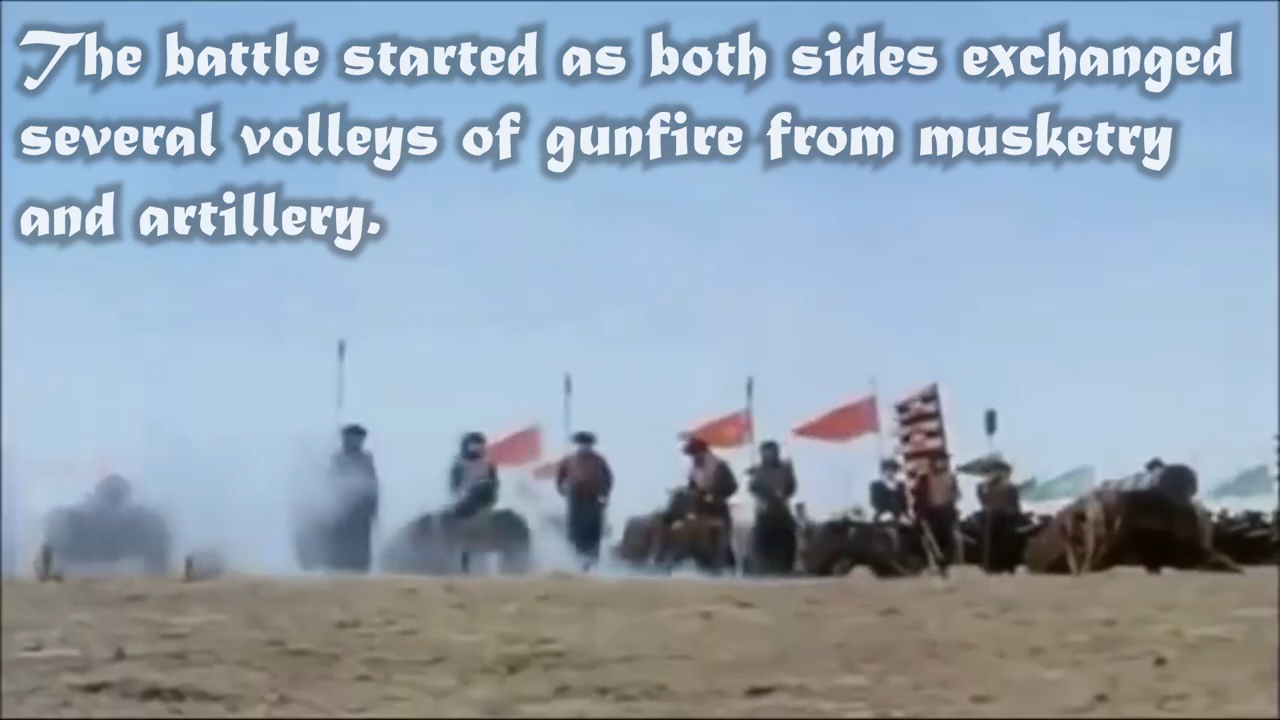 The battle started as both sides exchanged
several volleys of gunfire from musketry
and artillery.